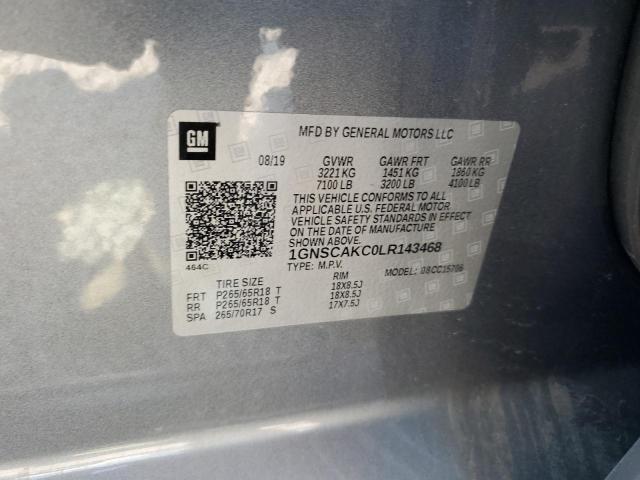 GM
MFD BY GENERAL MOTORS LLC
08/19 GVWR GAWR FRT GAWR RR
3221 KG 1451 KG 1860 KG
7100 LB 3200 LB 4100 LB
THIS VEHICLE CONFORMS TO ALL
APPLICABLE U.S. FEDERAL MOTOR
VEHICLE SAFETY STANDARDS IN EFFECT
ON THE DATE OF MANUFACTURE
SHOWN ABOVE.
1GNSCAKC0LR143468
464C
TYPE: M.P.V. MODEL: 08CC15706
TIRE SIZE RIM
FRT P265/65R18 T 18X8.5J
RR P265/65R18 T 18X8.5J
SPA 265/70R17 S 17X7.5J